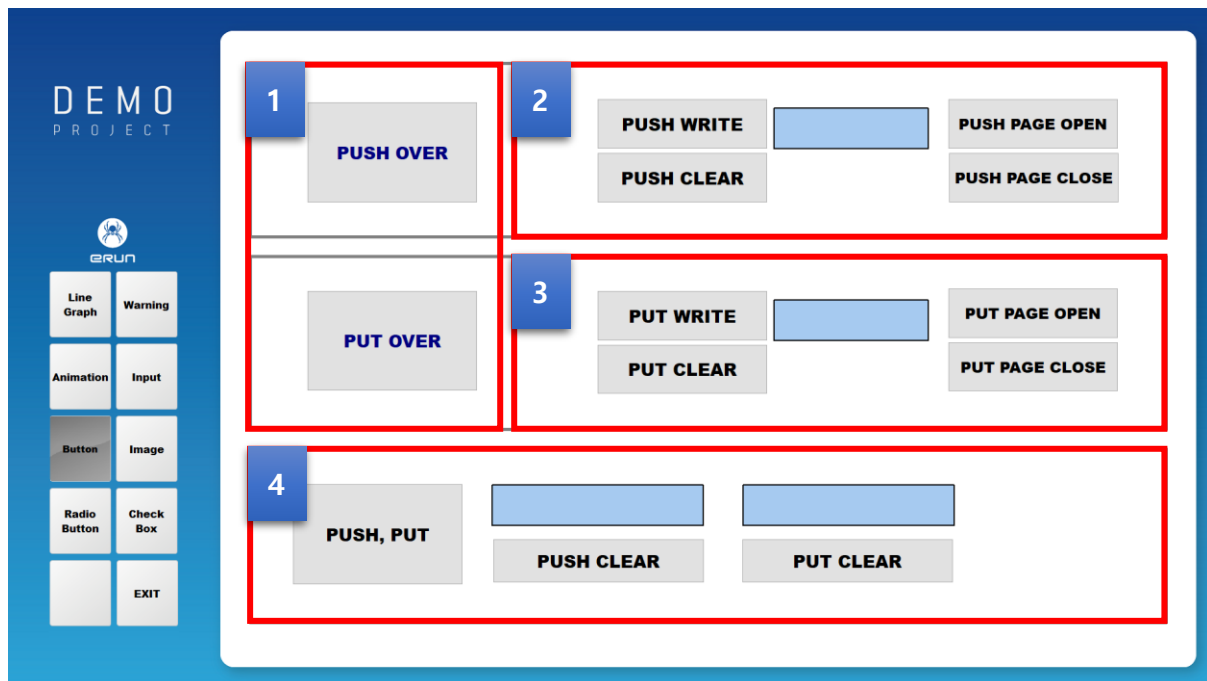 DEMO
PROJECT
eRUN
Line
Graph
Warning
Animation
Input
Button
Image
Radio
Button
Check
Box
EXIT
1
PUSH OVER
PUT OVER
2
PUSH WRITE
PUSH PAGE OPEN
PUSH CLEAR
PUSH PAGE CLOSE
3
PUT WRITE
PUT PAGE OPEN
PUT CLEAR
PUT PAGE CLOSE
4
PUSH, PUT
PUSH CLEAR
PUT CLEAR